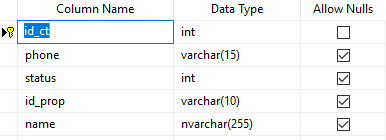 Column Name Data Type Allow Nulls
id_ct int
phone varchar(15)
status int
id_prop varchar(10)
name nvarchar(255)